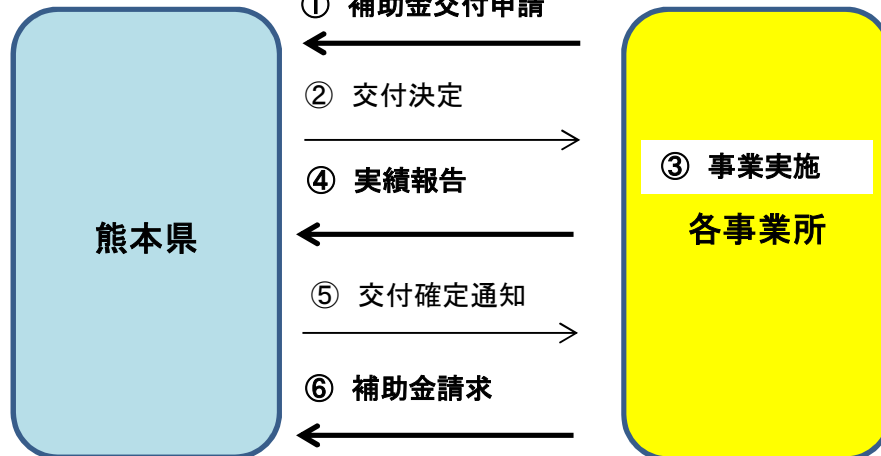 ① 補助金交付申請
② 交付決定
③ 事業実施
④ 実績報告
熊本県
各事業所
⑤ 交付確定通知
⑥ 補助金請求